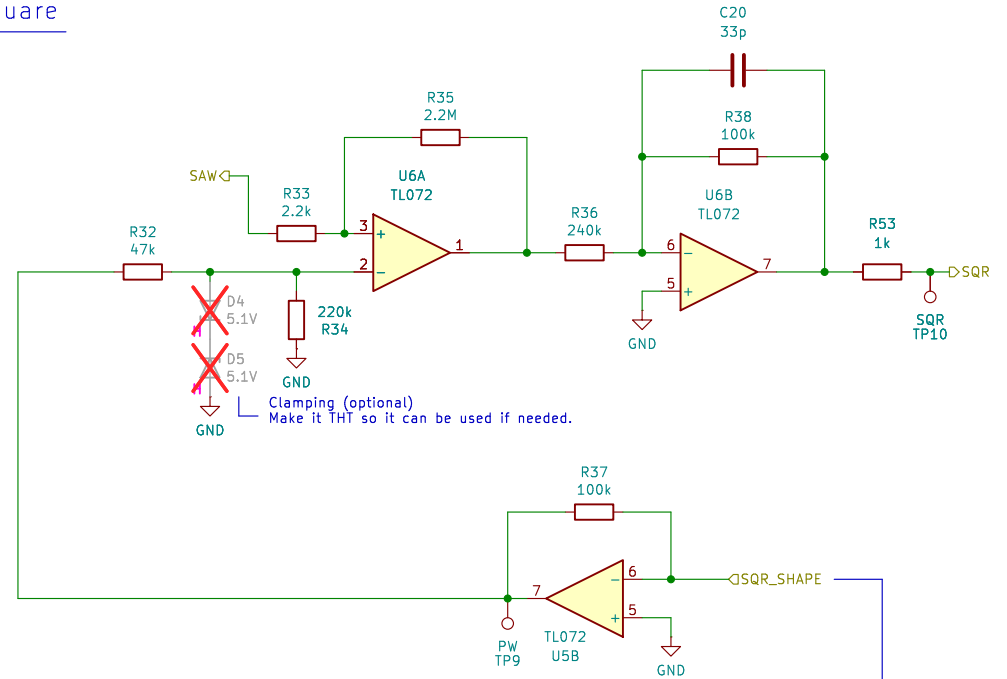 uare
C20
33p
R35
2.2M
R38
100k
SAW
U6A
TL072
R33
2.2k
U6B
TL072
R36
240k
R53
1k
R32
47k
3
+
1
2
−
6
−
7
5
+
SQR
D4
5.1V
220k
R34
GND
SQR
TP10
D5
5.1V
GND
Clamping (optional)
Make it THT so it can be used if needed.
GND
R37
100k
6
−
SQR_SHAPE
7
5
+
PW
TP9
TL072
U5B
GND